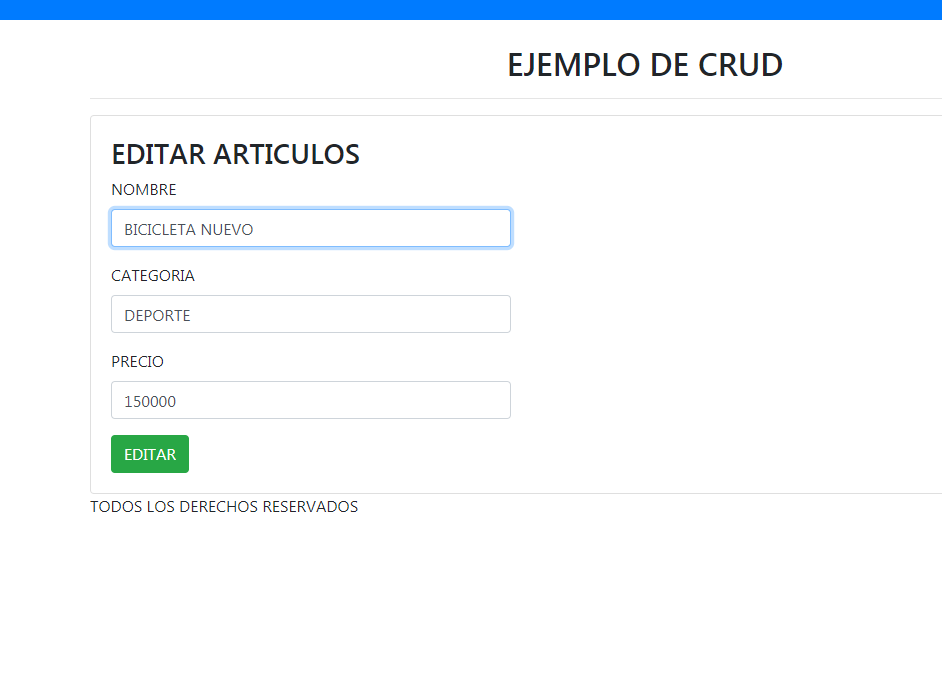 EJEMPLO DE CRUD
EDITAR ARTICULOS
NOMBRE
BICICLETA NUEVO
CATEGORIA
DEPORTE
PRECIO
150000
EDITAR
TODOS LOS DERECHOS RESERVADOS